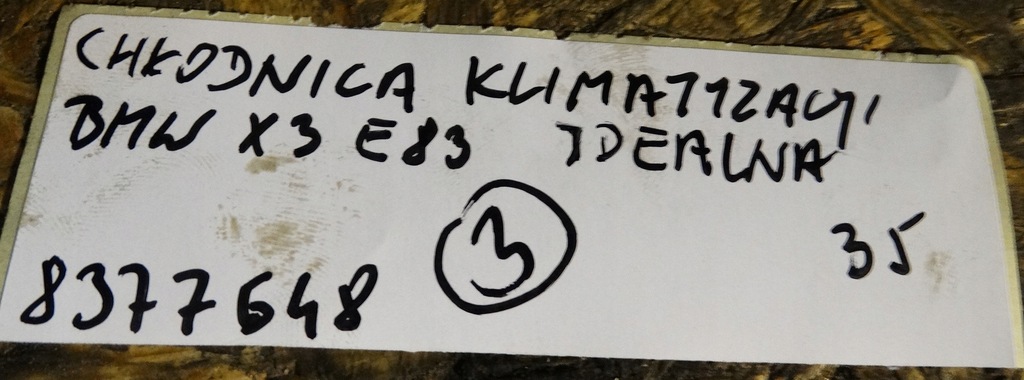 CHŁODNICA KLIMATYZACJI
BMW X3 E83 IDEALNA
3
35
8377648